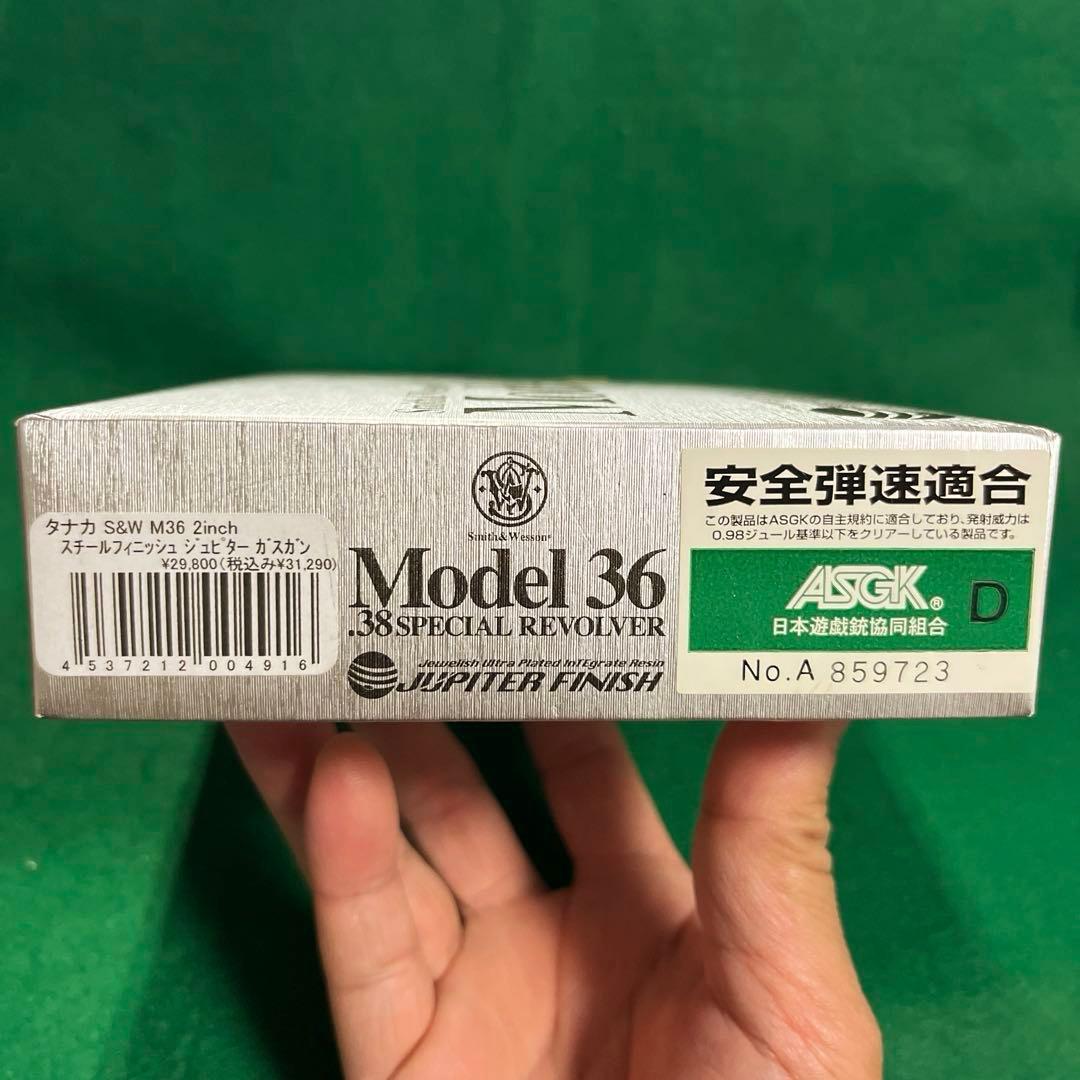 タナカ S&W M36 2inch
スチールフィニッシュ ジュピター ガスガン
¥29,800(税込み¥31,290)
4 537212 004916
Smith & Wesson®
Model 36
.38 SPECIAL REVOLVER
Jewelish Ultra Plated InTEgrate Resin
JUPITER FINISH
安全弾速適合
この製品はASGKの自主規約に適合しており、発射威力は
0.98ジュール基準以下をクリアーしている製品です。
ASGK®
D
日本遊戯銃協同組合
No.A 859723